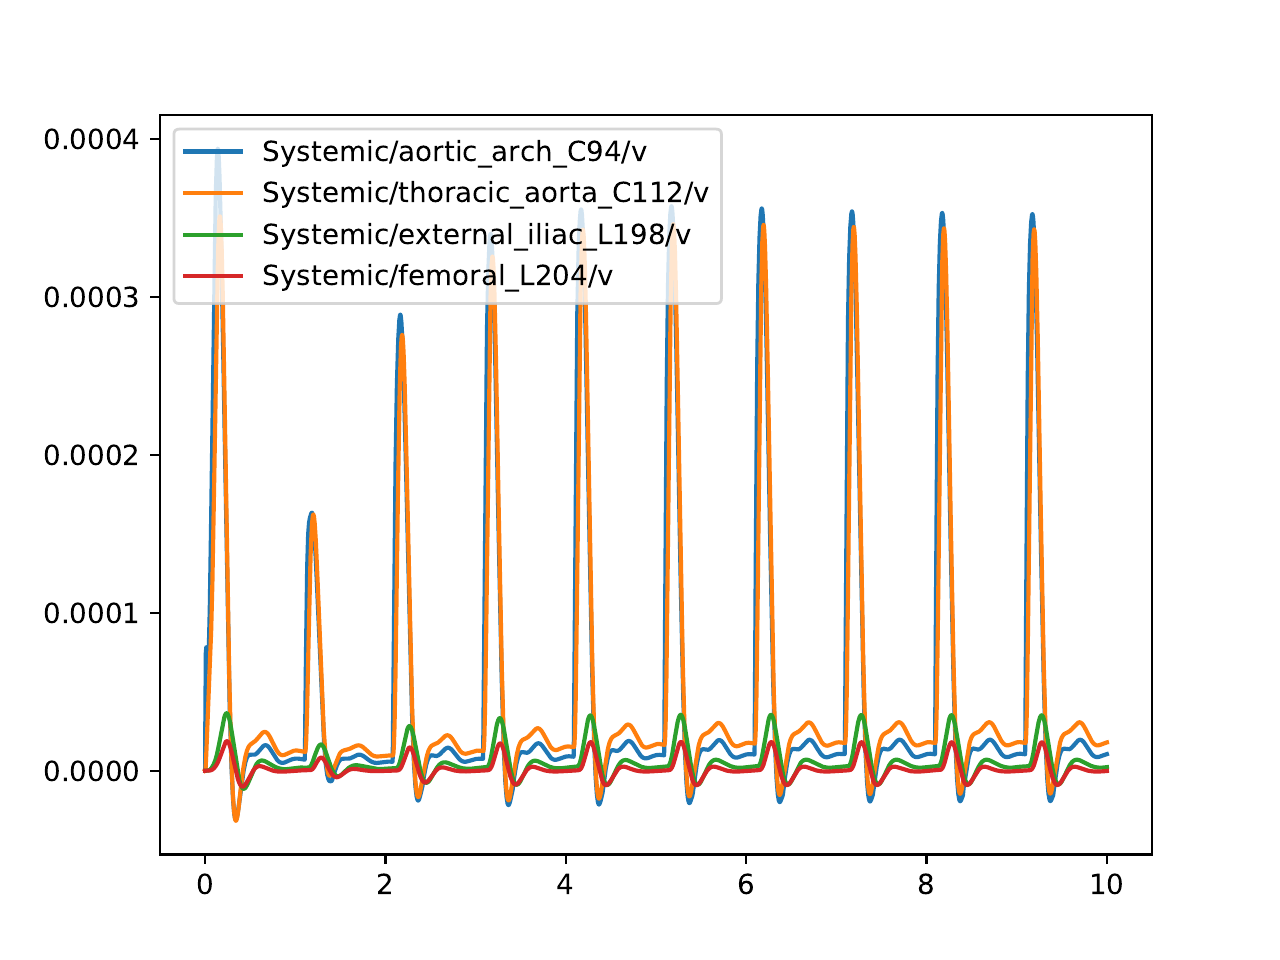 0.0004
0.0003
0.0002
0.0001
0.0000
Systemic/aortic_arch_C94/v
Systemic/thoracic_aorta_C112/v
Systemic/external_iliac_L198/v
Systemic/femoral_L204/v
0 2 4 6 8 10